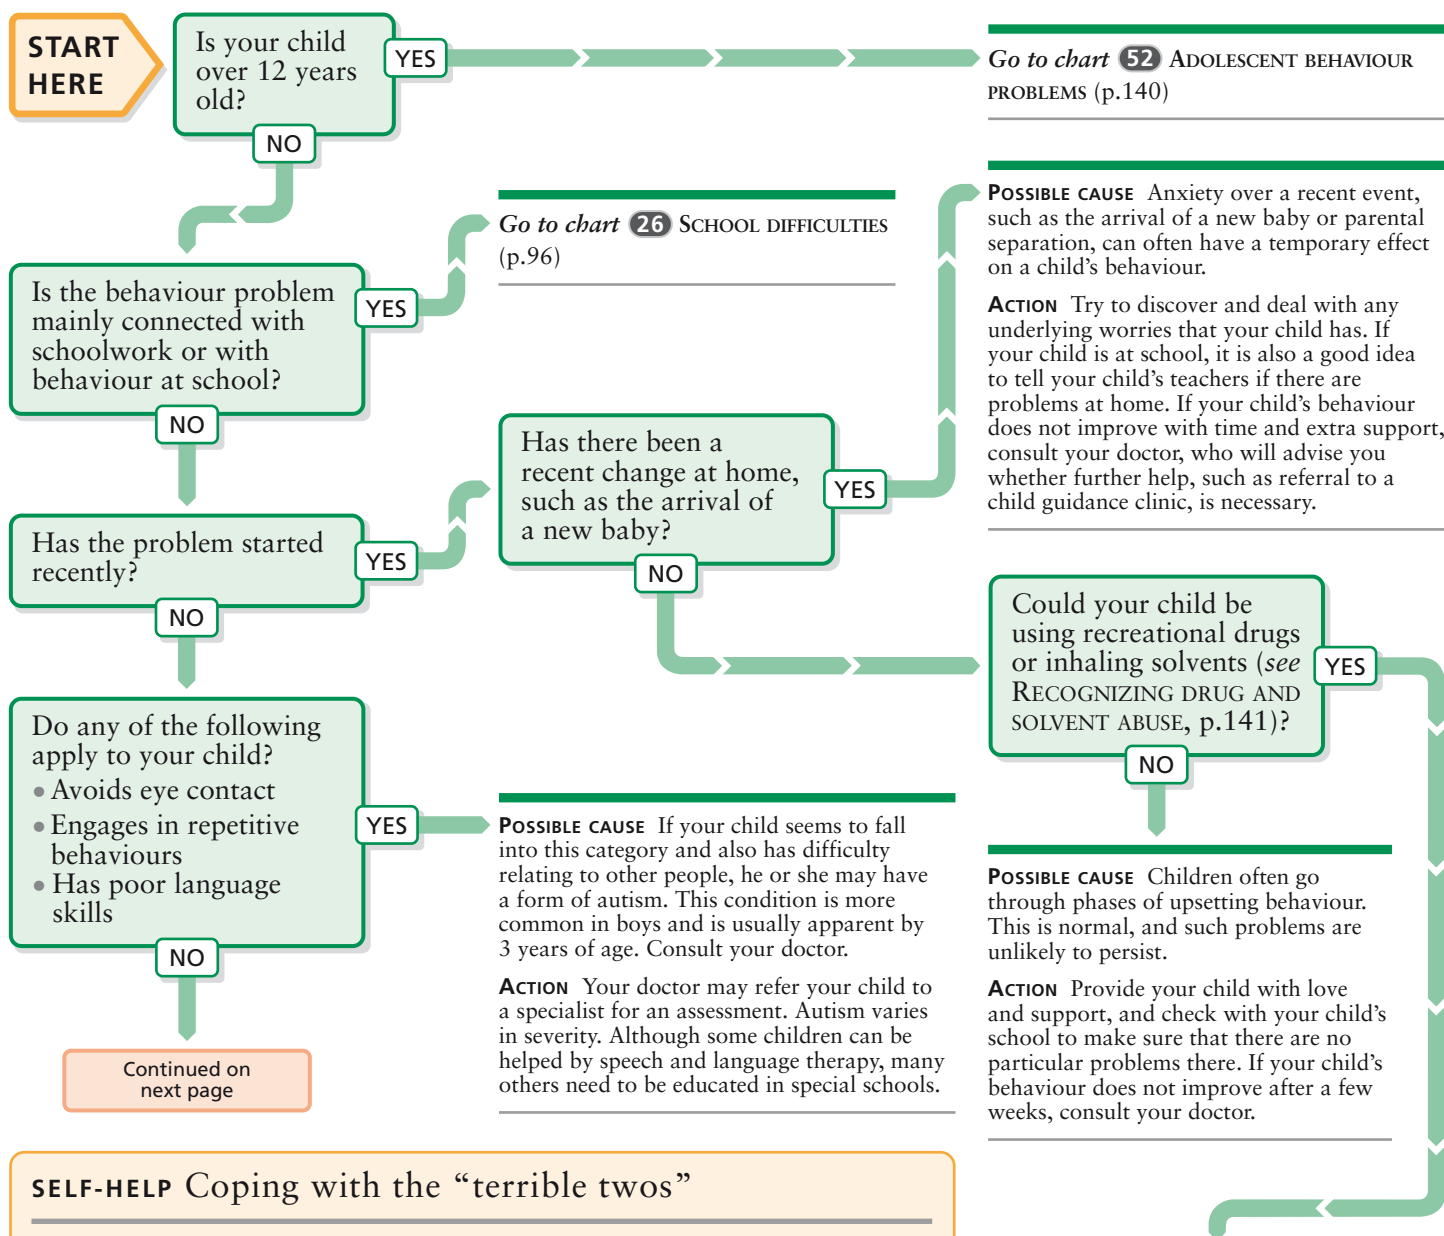 START
HERE
Is your child
over 12 years
old?
YES
NO
Go to chart 52 ADOLESCENT BEHAVIOUR
PROBLEMS (p.140)
Is the behaviour problem
mainly connected with
schoolwork or with
behaviour at school?
YES
NO
Go to chart 26 SCHOOL DIFFICULTIES
(p.96)
Has the problem started
recently?
YES
NO
Has there been a
recent change at home,
such as the arrival of
a new baby?
YES
NO
POSSIBLE CAUSE Anxiety over a recent event,
such as the arrival of a new baby or parental
separation, can often have a temporary effect
on a child's behaviour.
ACTION Try to discover and deal with any
underlying worries that your child has. If
your child is at school, it is also a good idea
to tell your child's teachers if there are
problems at home. If your child's behaviour
does not improve with time and extra support,
consult your doctor, who will advise you
whether further help, such as referral to a
child guidance clinic, is necessary.
Could your child be
using recreational drugs
or inhaling solvents (see
RECOGNIZING DRUG AND
SOLVENT ABUSE, p.141)?
YES
NO
POSSIBLE CAUSE Children often go
through phases of upsetting behaviour.
This is normal, and such problems are
unlikely to persist.
ACTION Provide your child with love
and support, and check with your child's
school to make sure that there are no
particular problems there. If your child's
behaviour does not improve after a few
weeks, consult your doctor.
Do any of the following
apply to your child?
• Avoids eye contact
• Engages in repetitive
behaviours
• Has poor language
skills
YES
NO
POSSIBLE CAUSE If your child seems to fall
into this category and also has difficulty
relating to other people, he or she may have
a form of autism. This condition is more
common in boys and is usually apparent by
3 years of age. Consult your doctor.
ACTION Your doctor may refer your child to
a specialist for an assessment. Autism varies
in severity. Although some children can be
helped by speech and language therapy, many
others need to be educated in special schools.
Continued on
next page
SELF-HELP Coping with the “terrible twos”